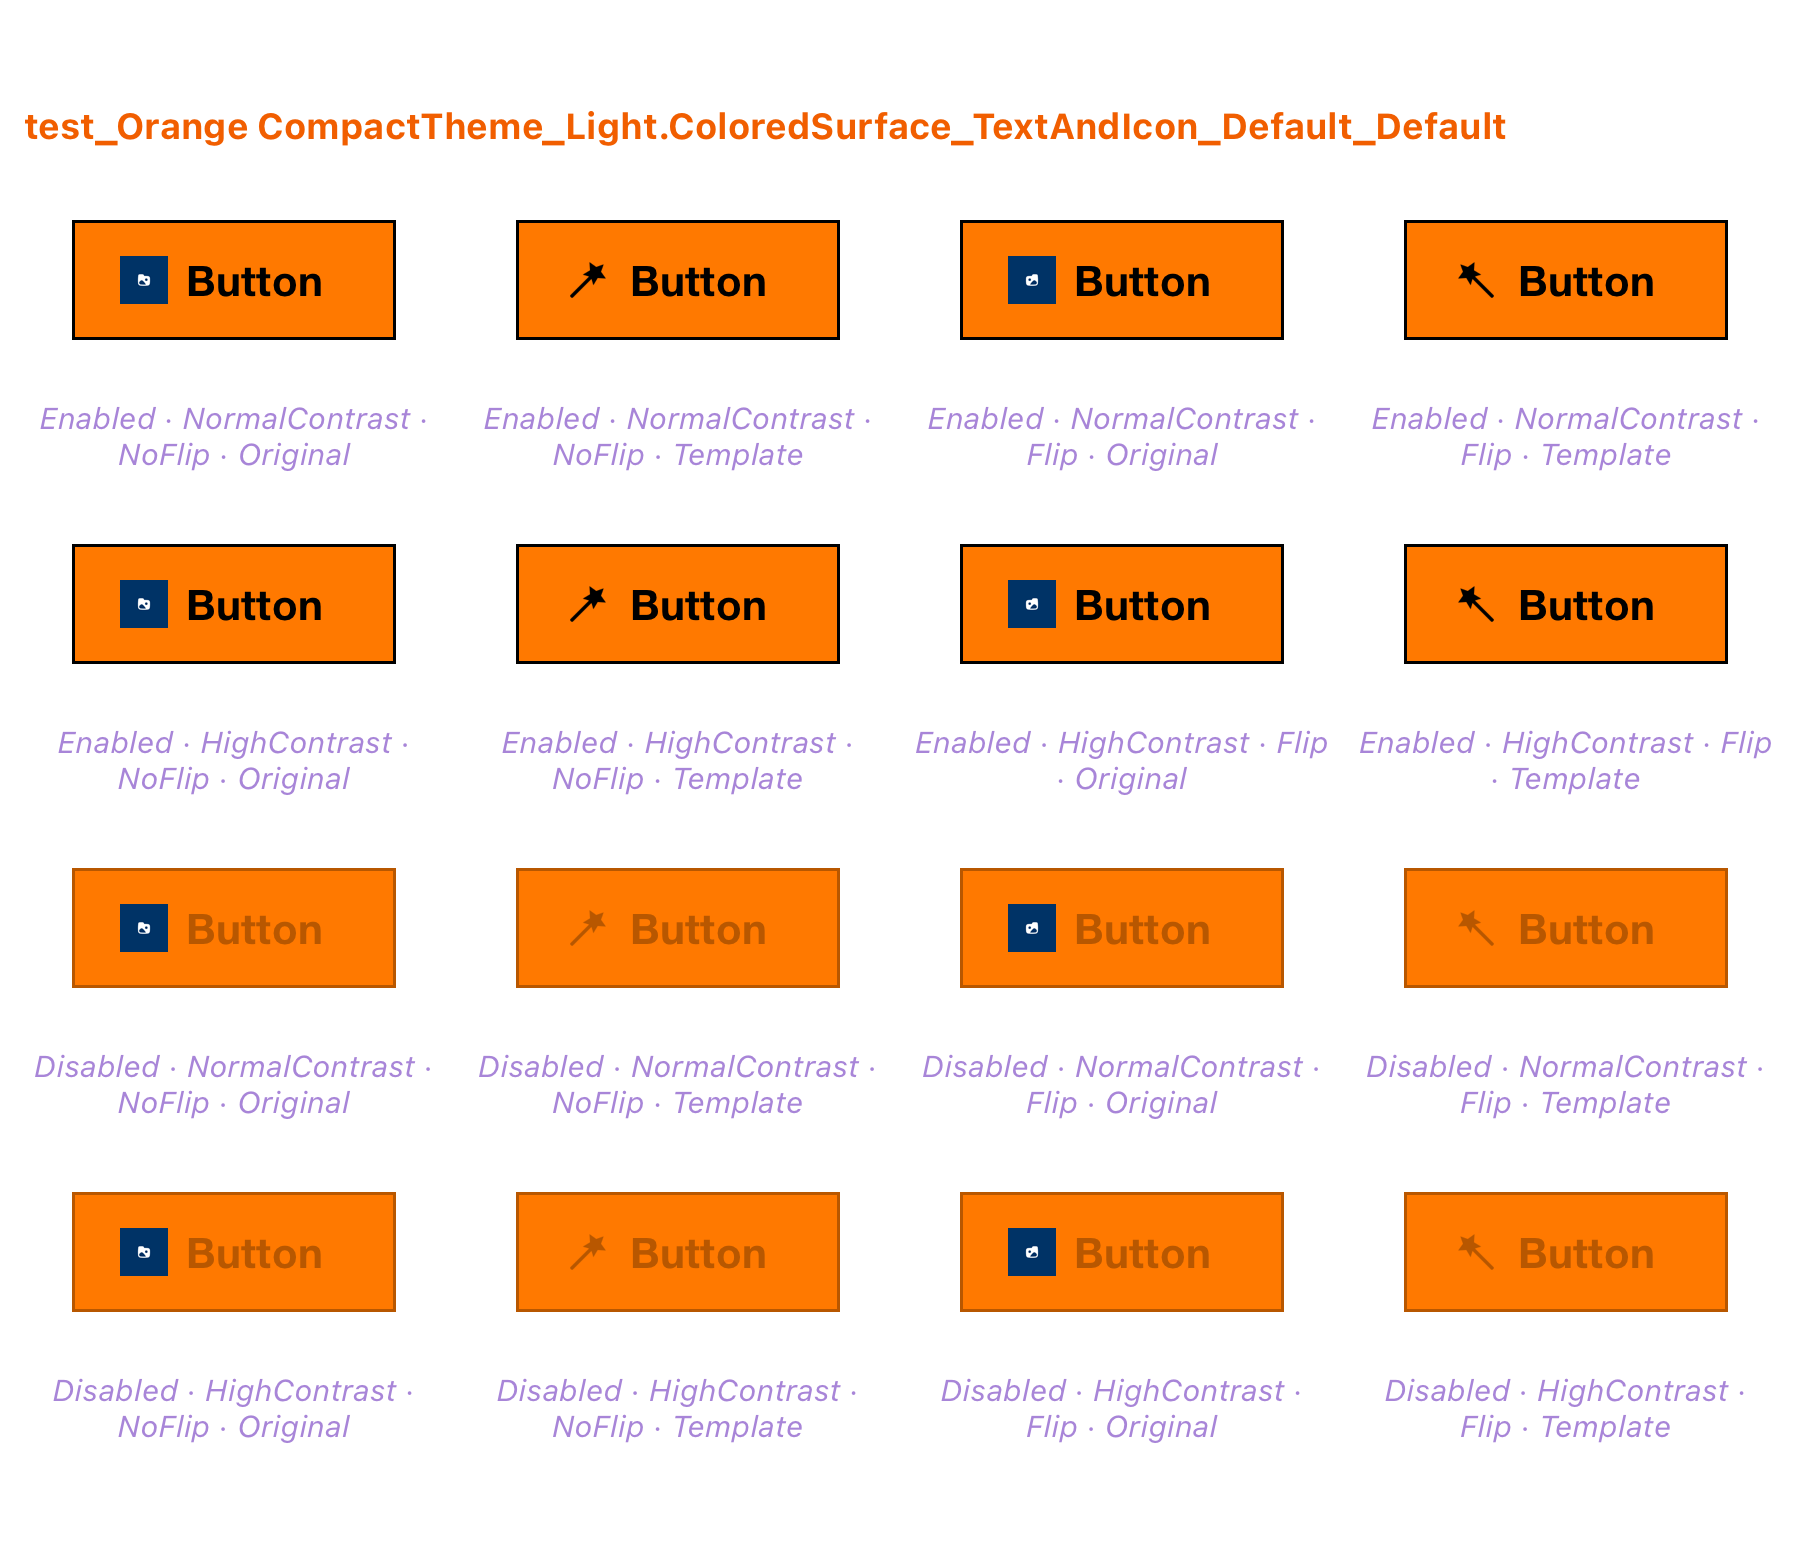 test_Orange CompactTheme_Light.ColoredSurface_TextAndIcon_Default_Default
Button
Button
Button
Button
Enabled · NormalContrast ·
NoFlip · Original
Enabled · NormalContrast ·
NoFlip · Template
Enabled · NormalContrast ·
Flip · Original
Enabled · NormalContrast ·
Flip · Template
Button
Button
Button
Button
Enabled · HighContrast ·
NoFlip · Original
Enabled · HighContrast ·
NoFlip · Template
Enabled · HighContrast · Flip
· Original
Enabled · HighContrast · Flip
· Template
Button
Button
Button
Button
Disabled · NormalContrast ·
NoFlip · Original
Disabled · NormalContrast ·
NoFlip · Template
Disabled · NormalContrast ·
Flip · Original
Disabled · NormalContrast ·
Flip · Template
Button
Button
Button
Button
Disabled · HighContrast ·
NoFlip · Original
Disabled · HighContrast ·
NoFlip · Template
Disabled · HighContrast ·
Flip · Original
Disabled · HighContrast ·
Flip · Template